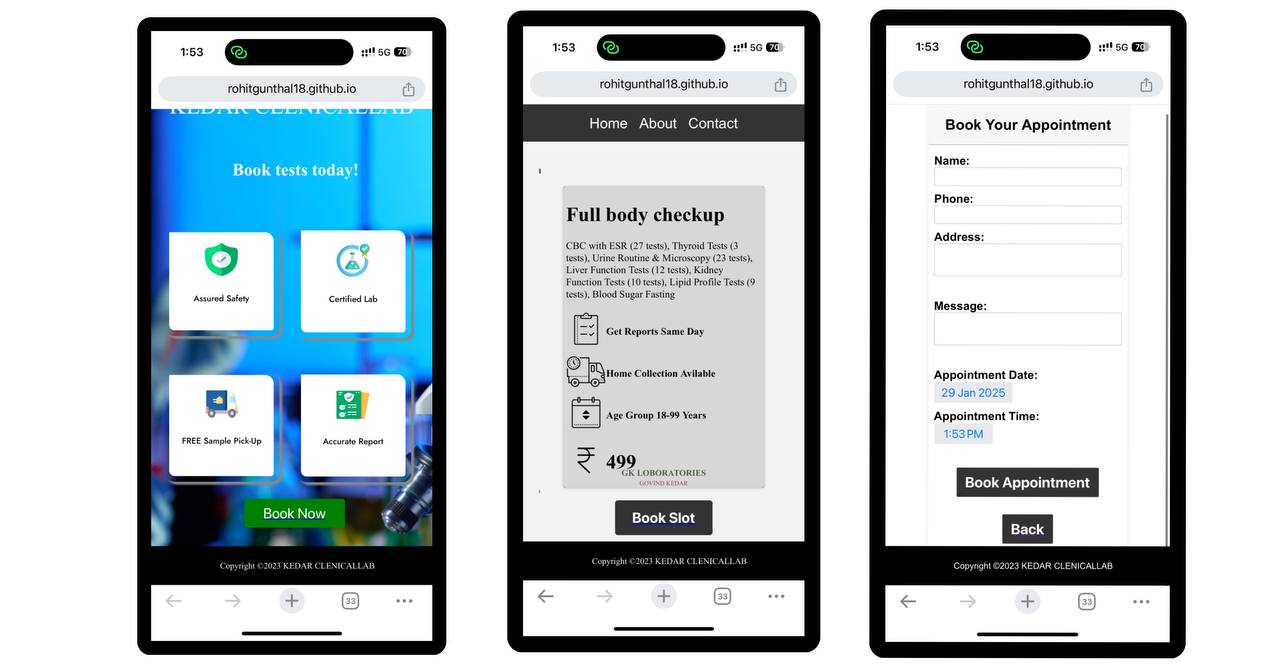 1:53
5G 70
rohitgunthal18.github.io
KEDAR CLENICALLAB
Book tests today!
Assured Safety
Certified Lab
FREE Sample Pick-Up
Accurate Report
Book Now
Copyright ©2023 KEDAR CLENICALLAB
33
1:53
5G 70
rohitgunthal18.github.io
Home About Contact
Full body checkup
CBC with ESR (27 tests), Thyroid Tests (3
tests), Urine Routine & Microscopy (23 tests),
Liver Function Tests (12 tests), Kidney
Function Tests (10 tests), Lipid Profile Tests (9
tests), Blood Sugar Fasting
Get Reports Same Day
Home Collection Avilable
Age Group 18-99 Years
₹ 499
GK LOBORATORIES
GOVIND KEDAR
Book Slot
Copyright ©2023 KEDAR CLENICALLAB
33
1:53
5G 70
rohitgunthal18.github.io
Book Your Appointment
Name:
Phone:
Address:
Message:
Appointment Date:
29 Jan 2025
Appointment Time:
1:53 PM
Book Appointment
Back
Copyright ©2023 KEDAR CLENICALLAB
33